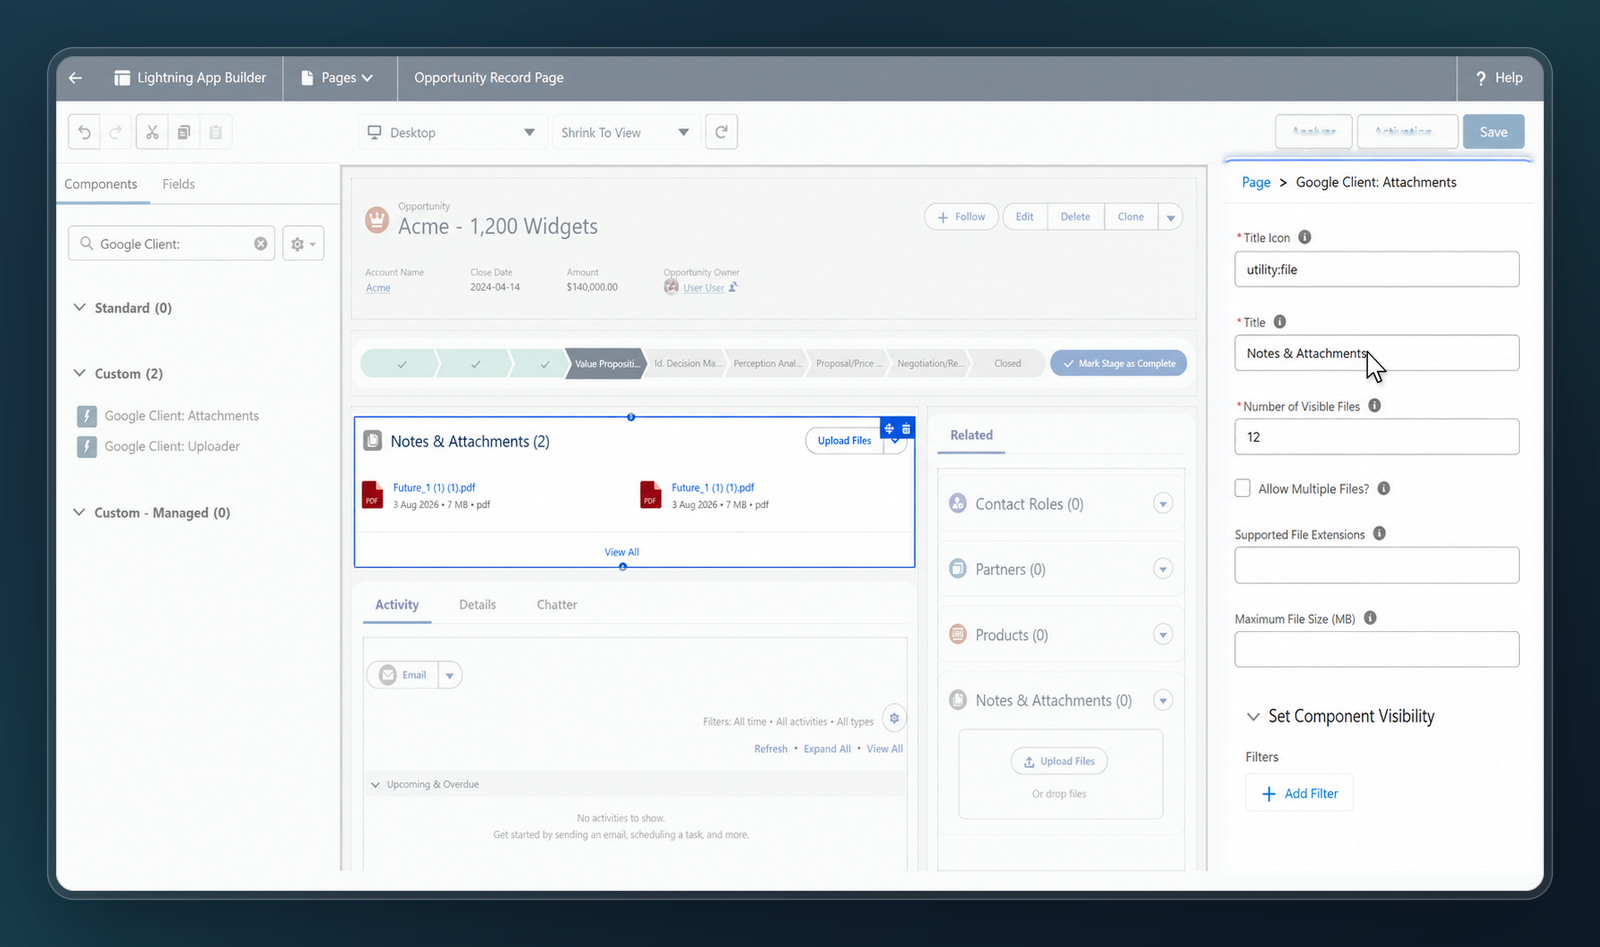 Lightning App Builder
Pages
Opportunity Record Page
? Help
Desktop
Shrink To View
Save
Components
Fields
Google Client:
Standard (0)
Custom (2)
Google Client: Attachments
Google Client: Uploader
Custom - Managed (0)
Opportunity
Acme - 1,200 Widgets
Follow
Edit
Delete
Clone
Account Name
Close Date
Amount
Opportunity Owner
Acme
2024-04-14
$140,000.00
User User
Value Propositi...
Id. Decision Ma...
Perception Anal...
Proposal/Price ...
Negotiation/Re...
Closed
Mark Stage as Complete
Notes & Attachments (2)
Upload Files
PDF
Future_1 (1) (1).pdf
3 Aug 2026 • 7 MB • pdf
PDF
Future_1 (1) (1).pdf
3 Aug 2026 • 7 MB • pdf
View All
Activity
Details
Chatter
Email
Filters: All time • All activities • All types
Refresh • Expand All • View All
Upcoming & Overdue
No activities to show.
Get started by sending an email, scheduling a task, and more.
Related
Contact Roles (0)
Partners (0)
Products (0)
Notes & Attachments (0)
Upload Files
Or drop files
Page > Google Client: Attachments
* Title Icon
utility:file
* Title
Notes & Attachments
* Number of Visible Files
12
Allow Multiple Files?
Supported File Extensions
Maximum File Size (MB)
Set Component Visibility
Filters
Add Filter